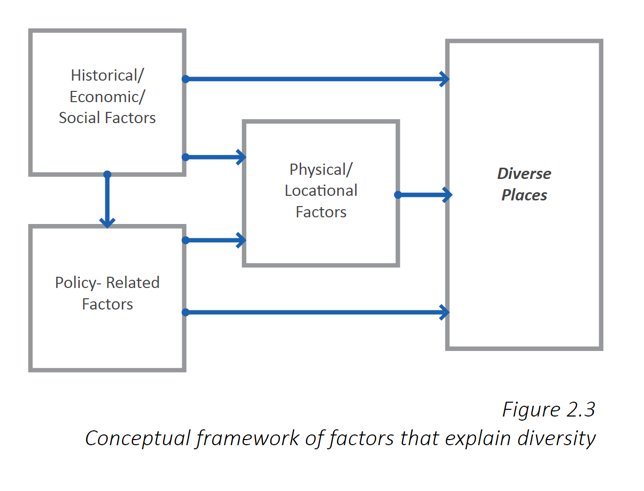 Historical/
Economic/
Social Factors
Physical/
Locational
Factors
Diverse
Places
Policy- Related
Factors
Figure 2.3
Conceptual framework of factors that explain diversity